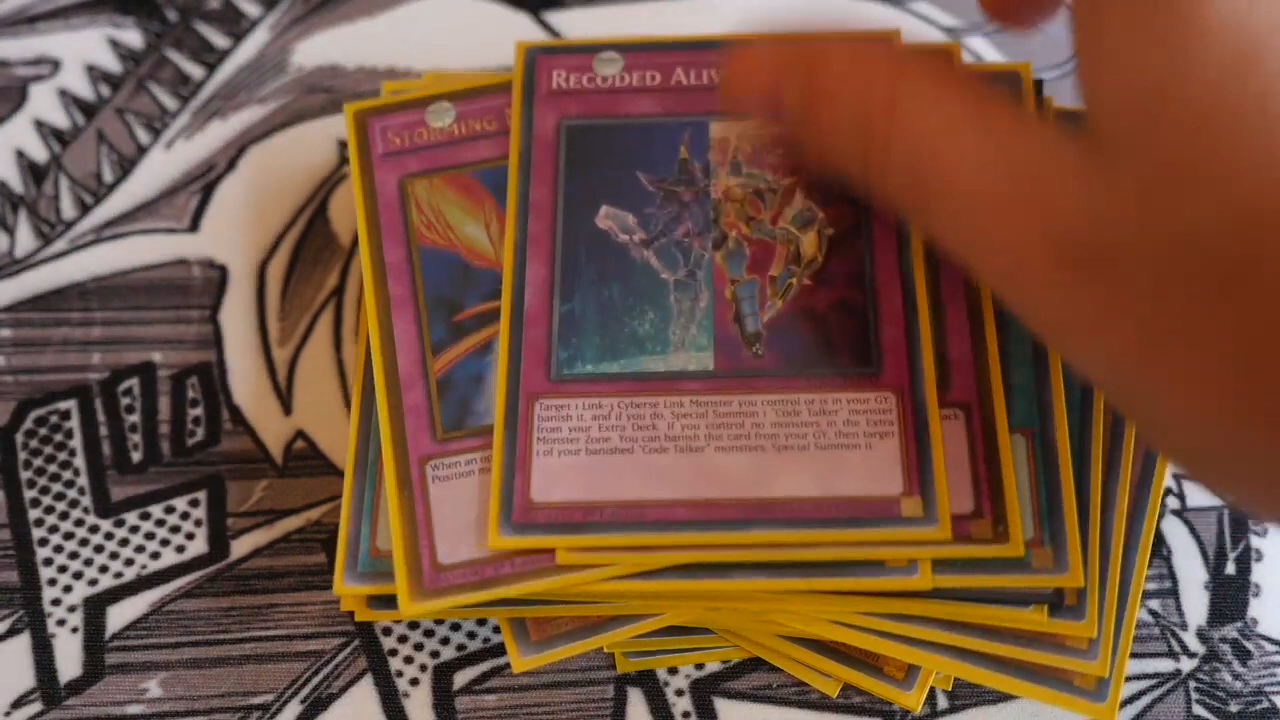 RECODED ALIV
STORMING
Target 1 Link-3 Cyberse Link Monster you control or is in your GY,
banish it, and if you do, Special Summon 1 "Code Talker" monster
from your Extra Deck. If you control no monsters in the Extra
Monster Zone: You can banish this card from your GY, then target
1 of your banished "Code Talker" monsters; Special Summon it.
When an
Position